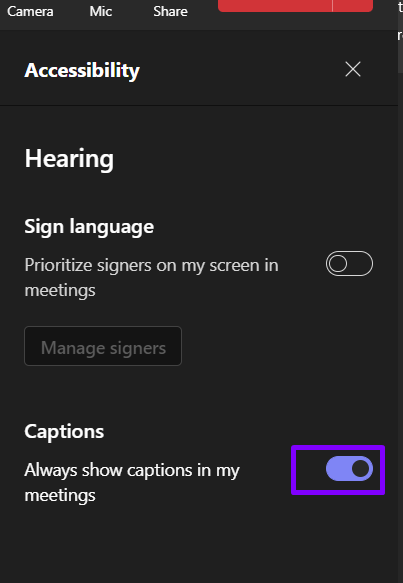 Camera Mic Share
Accessibility
Hearing
Sign language
Prioritize signers on my screen in
meetings
Manage signers
Captions
Always show captions in my
meetings